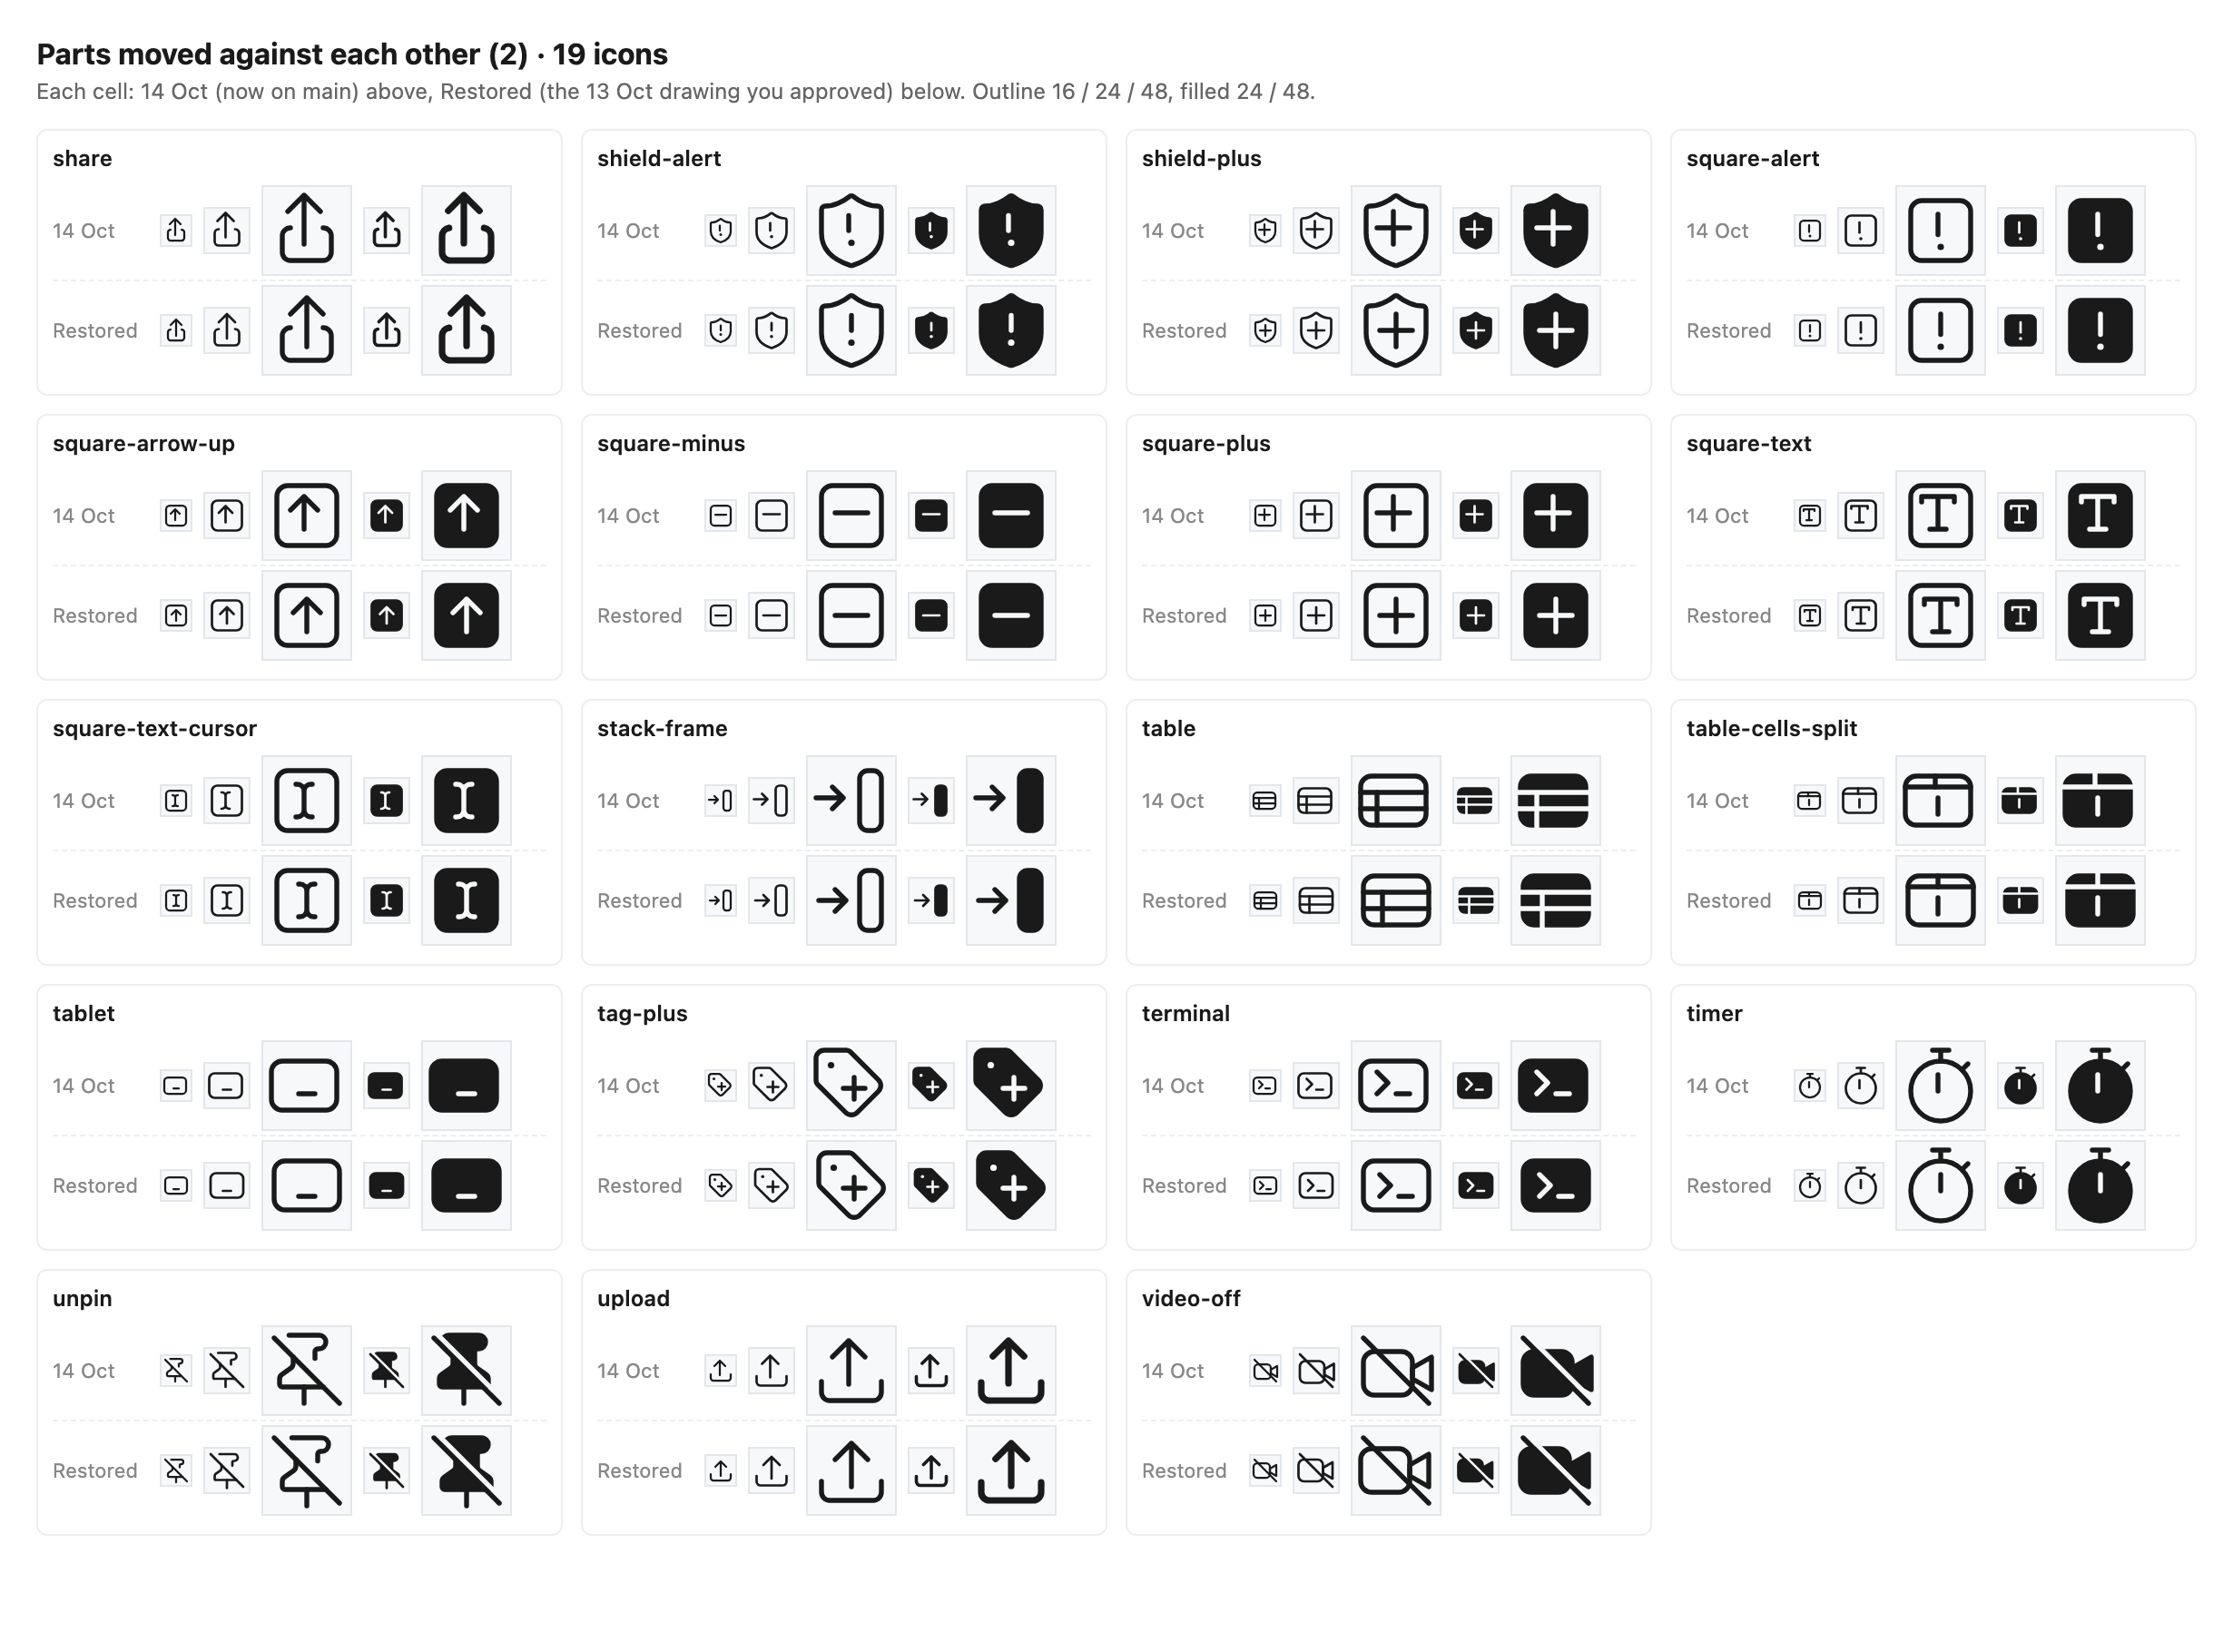 Parts moved against each other (2) · 19 icons
Each cell: 14 Oct (now on main) above, Restored (the 13 Oct drawing you approved) below. Outline 16 / 24 / 48, filled 24 / 48.
share
14 Oct
Restored
shield-alert
14 Oct
Restored
shield-plus
14 Oct
Restored
square-alert
14 Oct
Restored
square-arrow-up
14 Oct
Restored
square-minus
14 Oct
Restored
square-plus
14 Oct
Restored
square-text
14 Oct
Restored
square-text-cursor
14 Oct
Restored
stack-frame
14 Oct
Restored
table
14 Oct
Restored
table-cells-split
14 Oct
Restored
tablet
14 Oct
Restored
tag-plus
14 Oct
Restored
terminal
14 Oct
Restored
timer
14 Oct
Restored
unpin
14 Oct
Restored
upload
14 Oct
Restored
video-off
14 Oct
Restored